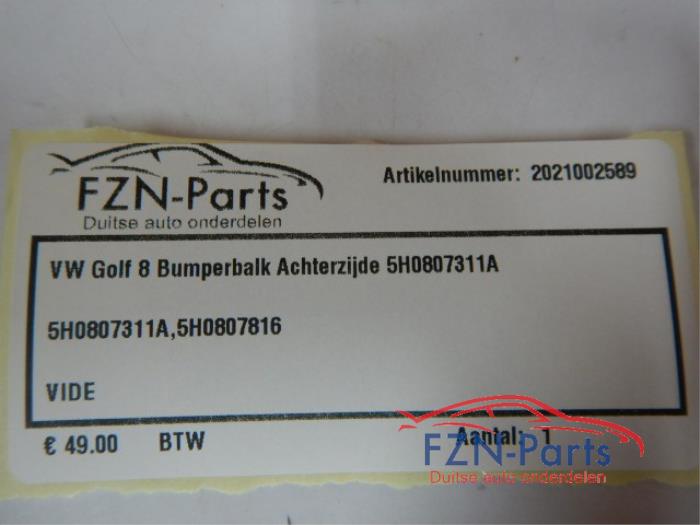 FZN-Parts
Duitse auto onderdelen
Artikelnummer: 2021002589
VW Golf 8 Bumperbalk Achterzijde 5H0807311A
5H0807311A,5H0807816
VIDE
€ 49.00 BTW Aantal: 1
FZN-Parts
Duitse auto onderdelen